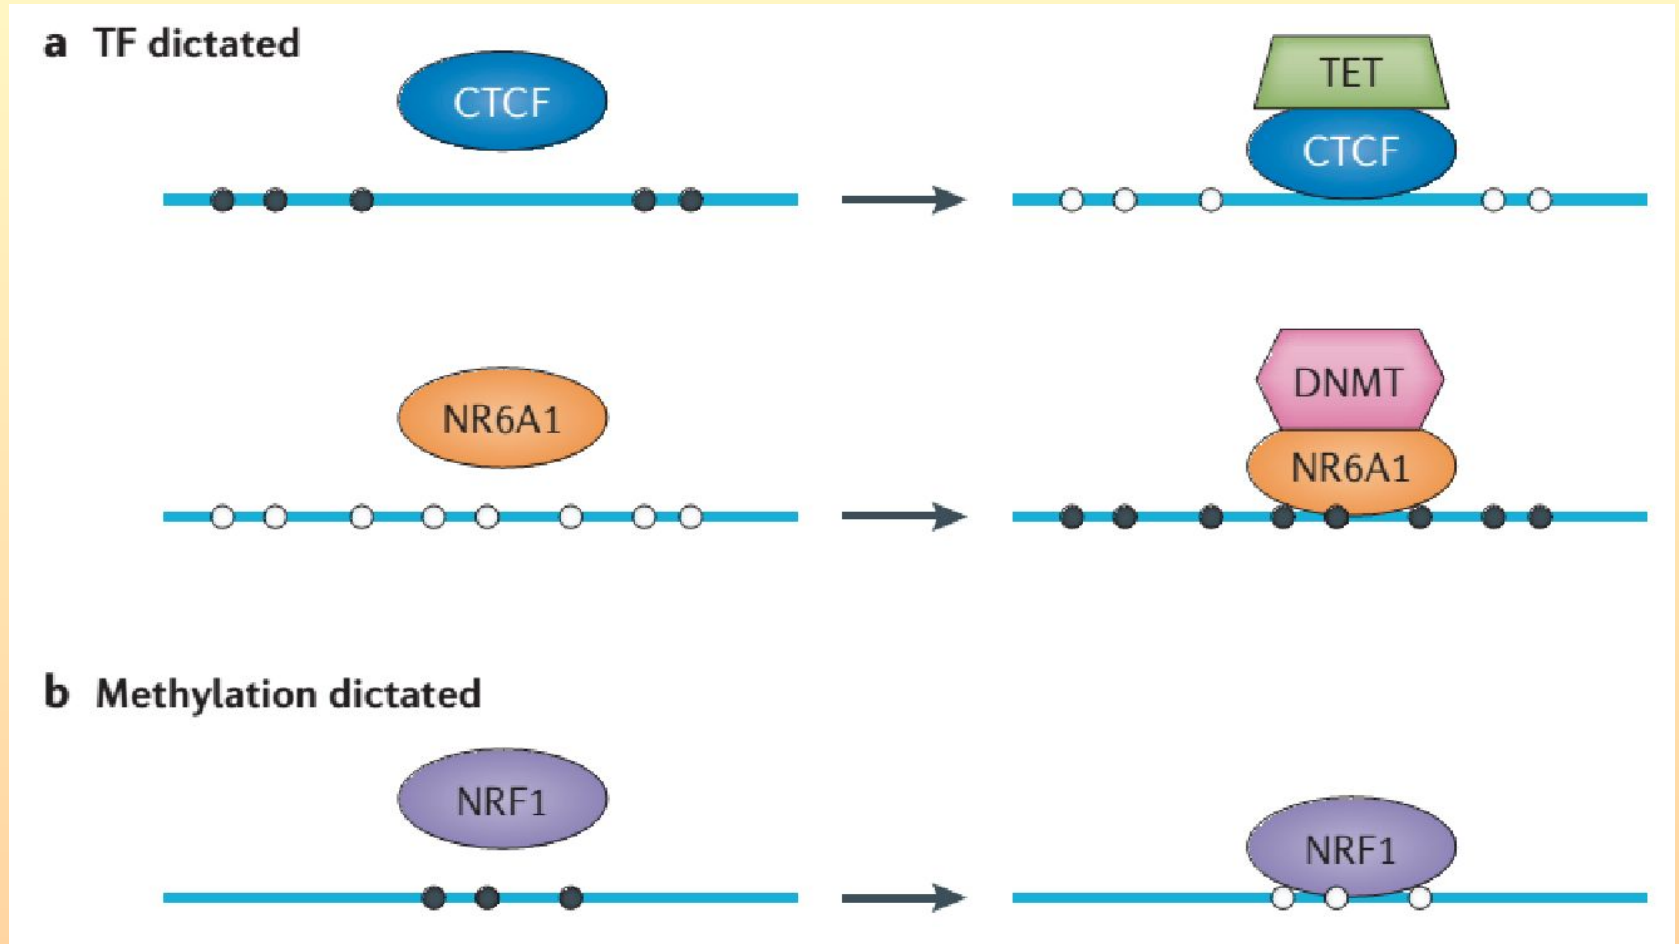 a TF dictated
CTCF
TET
CTCF
NR6A1
DNMT
NR6A1
b Methylation dictated
NRF1
NRF1